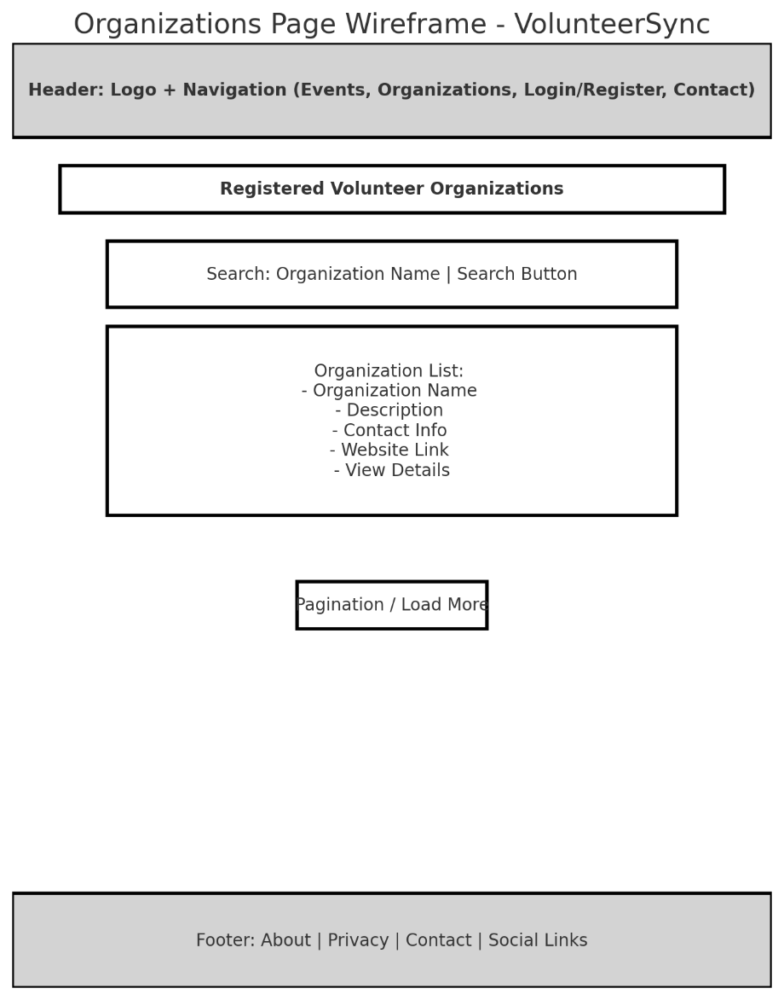 Organizations Page Wireframe - VolunteerSync
Header: Logo + Navigation (Events, Organizations, Login/Register, Contact)
Registered Volunteer Organizations
Search: Organization Name | Search Button
Organization List:
- Organization Name
- Description
- Contact Info
- Website Link
- View Details
Pagination / Load More
Footer: About | Privacy | Contact | Social Links